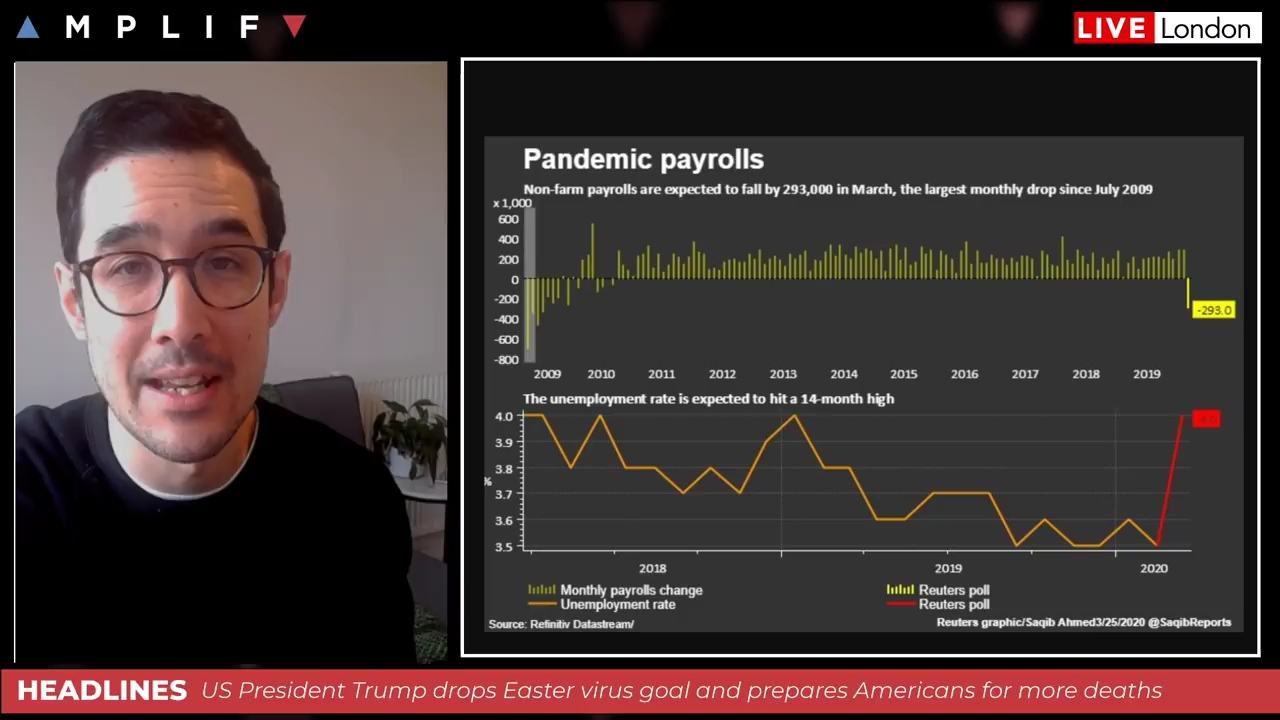 MPLIF
LIVE London
Pandemic payrolls
Non-farm payrolls are expected to fall by 293,000 in March, the largest monthly drop since July 2009
x 1,000
600
400
200
0
-200
-400
-600
-800
-293.0
2009 2010 2011 2012 2013 2014 2015 2016 2017 2018 2019
The unemployment rate is expected to hit a 14-month high
4.0
3.9
3.8
%
3.7
3.6
3.5
2018 2019 2020
Monthly payrolls change Reuters poll
Unemployment rate Reuters poll
Source: Refinitiv Datastream/ Reuters graphic/Saqib Ahmed3/25/2020 @SaqibReports
HEADLINES US President Trump drops Easter virus goal and prepares Americans for more deaths